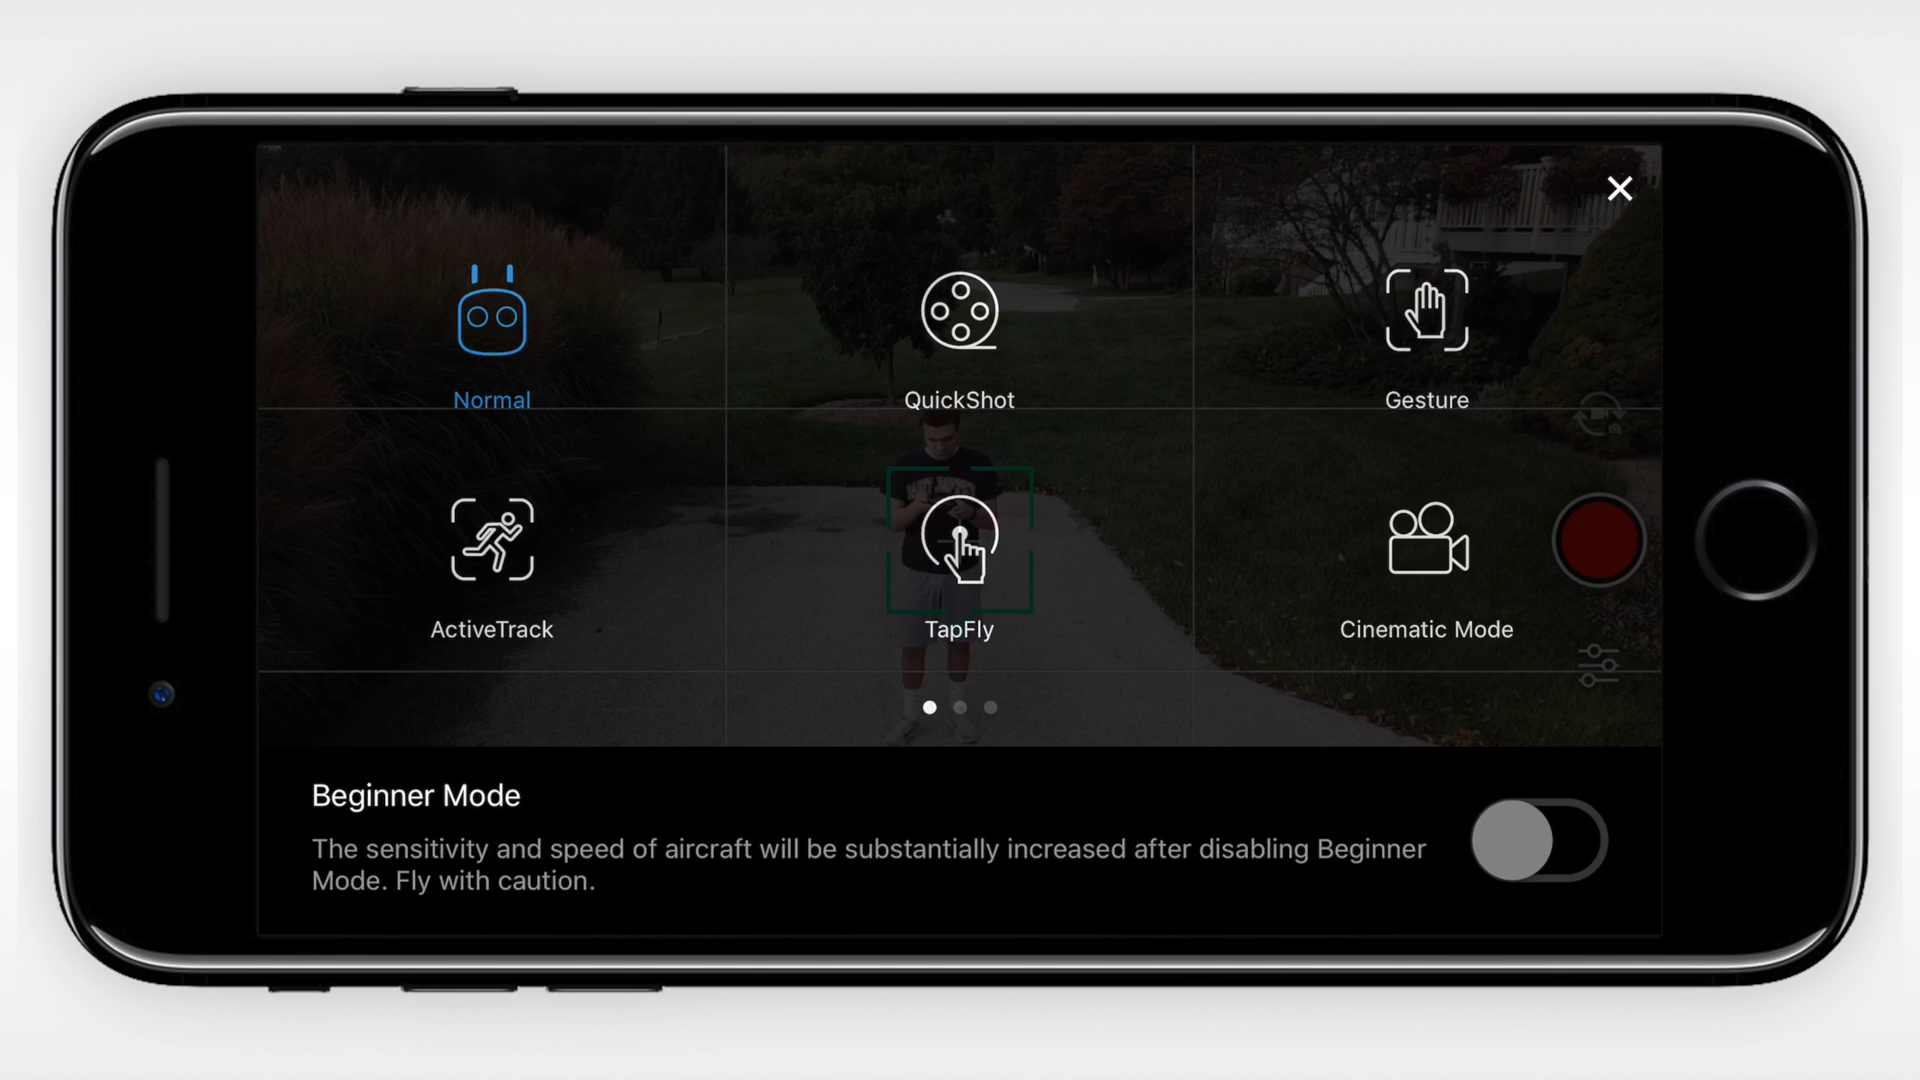 Normal
QuickShot
Gesture
ActiveTrack
TapFly
Cinematic Mode
Beginner Mode
The sensitivity and speed of aircraft will be substantially increased after disabling Beginner
Mode. Fly with caution.